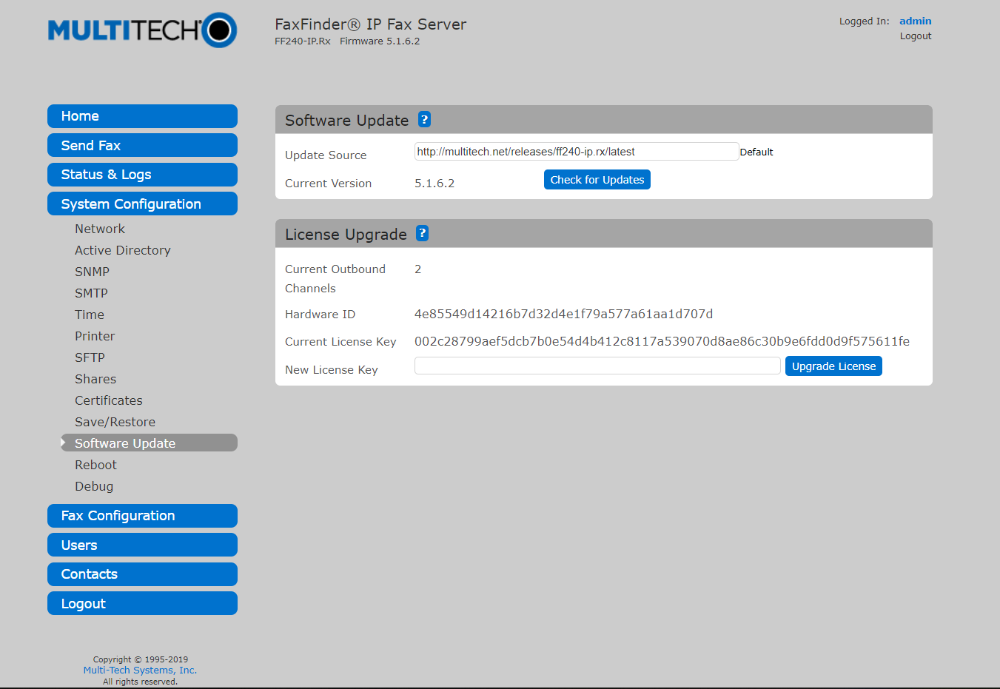 MULTITECH
FaxFinder® IP Fax Server
FF240-IP.Rx Firmware 5.1.6.2
Logged In: admin
Logout
Home
Send Fax
Status & Logs
System Configuration
Network
Active Directory
SNMP
SMTP
Time
Printer
SFTP
Shares
Certificates
Save/Restore
Software Update
Reboot
Debug
Fax Configuration
Users
Contacts
Logout
Copyright © 1995-2019
Multi-Tech Systems, Inc.
All rights reserved.
Software Update ?
Update Source http://multitech.net/releases/ff240-ip.rx/latest Default
Current Version 5.1.6.2 Check for Updates
License Upgrade ?
Current Outbound 2
Channels
Hardware ID 4e85549d14216b7d32d4e1f79a577a61aa1d707d
Current License Key 002c28799aef5dcb7b0e54d4b412c8117a539070d8ae86c30b9e6fdd0d9f575611fe
New License Key Upgrade License